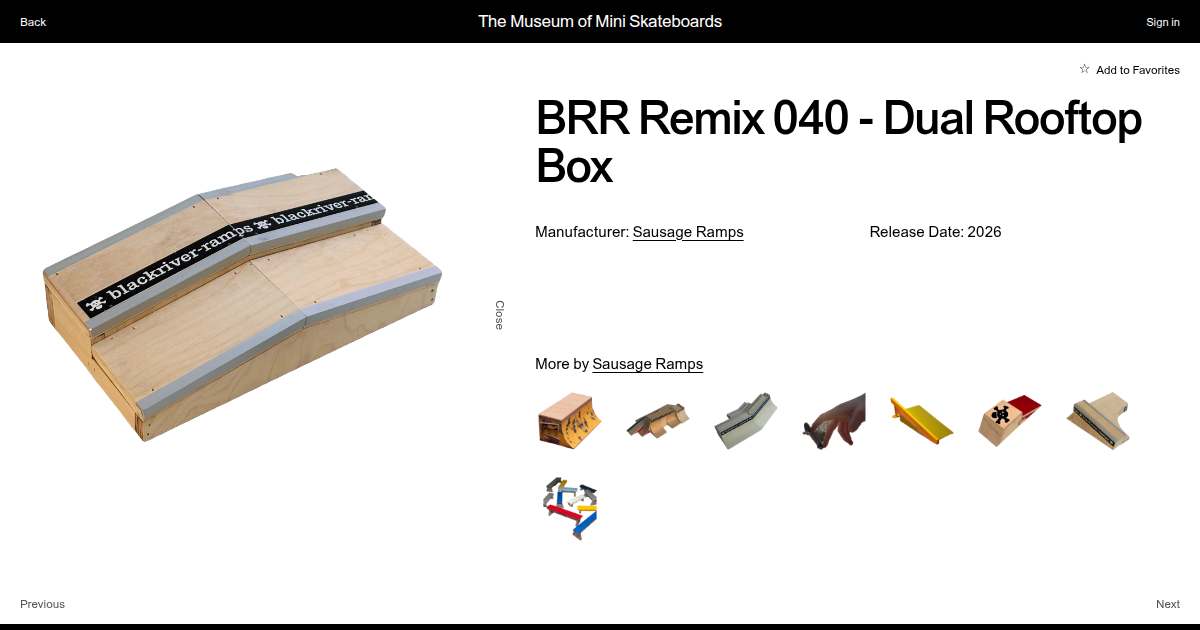 Back
The Museum of Mini Skateboards
Sign in
☆ Add to Favorites
BRR Remix 040 - Dual Rooftop
Box
Manufacturer: Sausage Ramps
Release Date: 2026
blackriver-ramps blackriver-ram
Close
More by Sausage Ramps
Previous
Next